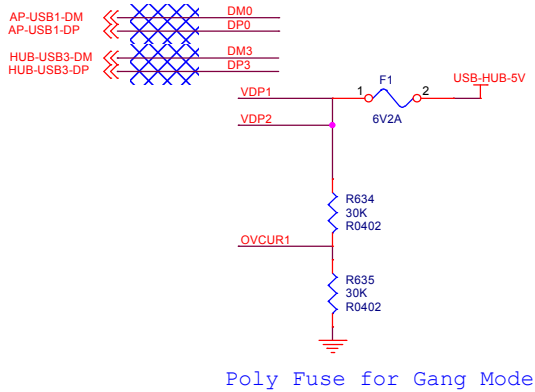 AP-USB1-DM DM0
AP-USB1-DP DP0
HUB-USB3-DM DM3
HUB-USB3-DP DP3
F1 USB-HUB-5V
VDP1 1 2
VDP2 6V2A
R634
30K
R0402
OVCUR1
R635
30K
R0402
Poly Fuse for Gang Mode